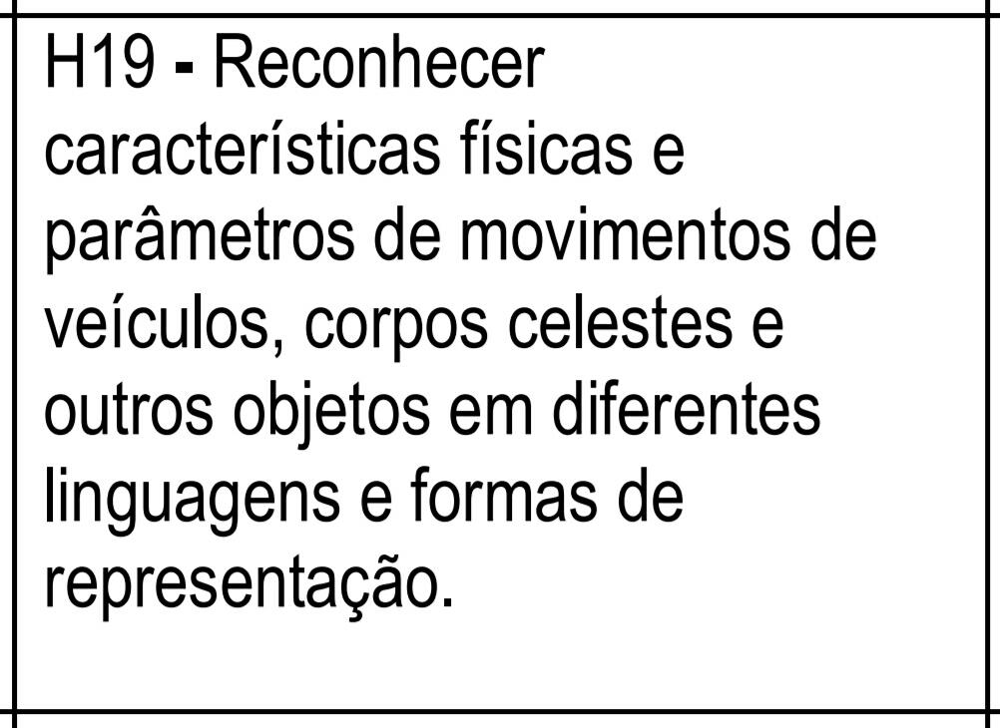 H19 - Reconhecer
características físicas e
parâmetros de movimentos de
veículos, corpos celestes e
outros objetos em diferentes
linguagens e formas de
representação.